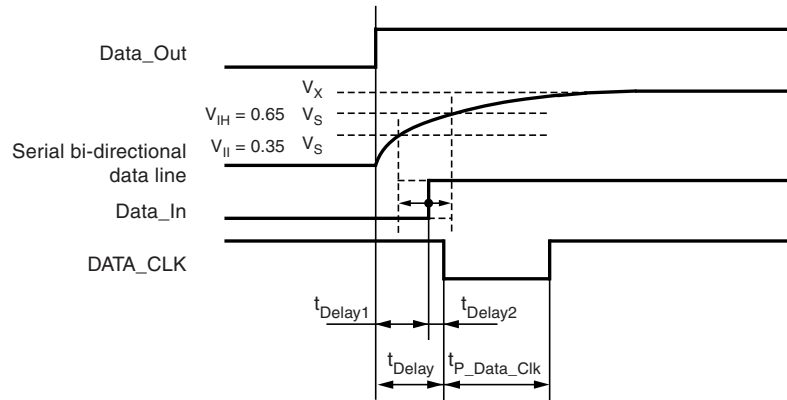 Data_Out
V_X
V_IH = 0.65 V_S
V_II = 0.35 V_S
Serial bi-directional
data line
Data_In
DATA_CLK
t_Delay1
t_Delay2
t_Delay
t_P_Data_Clk